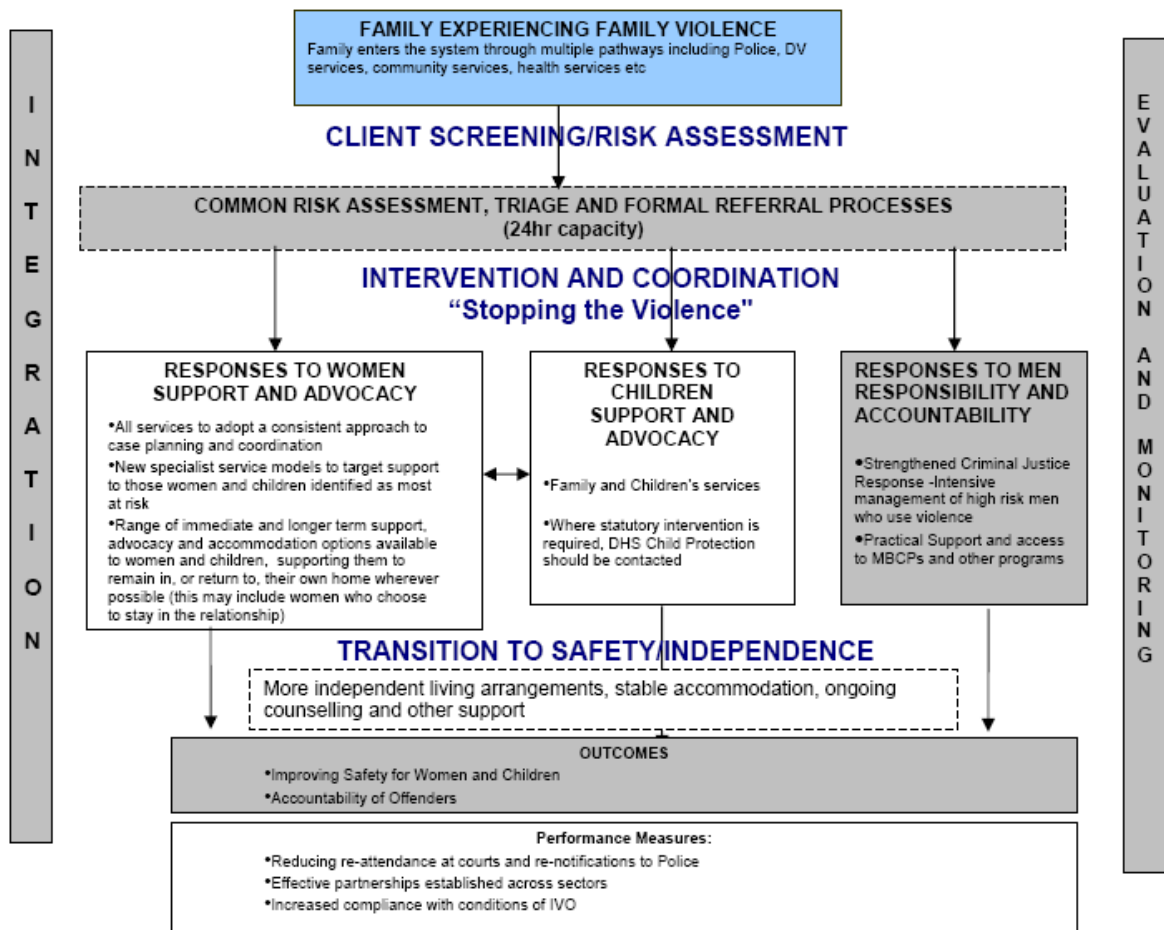 FAMILY EXPERIENCING FAMILY VIOLENCE
Family enters the system through multiple pathways including Police, DV
services, community services, health services etc
INTEGRATION
EVALUATION AND MONITORING
CLIENT SCREENING/RISK ASSESSMENT
COMMON RISK ASSESSMENT, TRIAGE AND FORMAL REFERRAL PROCESSES
(24hr capacity)
INTERVENTION AND COORDINATION
“Stopping the Violence"
RESPONSES TO WOMEN
SUPPORT AND ADVOCACY
•All services to adopt a consistent approach to
case planning and coordination
•New specialist service models to target support to
those women and children identified as most
at risk
•Range of immediate and longer term support,
advocacy and accommodation options available
to women and children, supporting them to
remain in, or return to, their own home wherever
possible (this may include women who choose
to stay in the relationship)
RESPONSES TO
CHILDREN
SUPPORT AND
ADVOCACY
•Family and Children’s services
•Where statutory intervention is
required, DHS Child Protection
should be contacted
RESPONSES TO MEN
RESPONSIBILITY AND
ACCOUNTABILITY
•Strengthened Criminal Justice
Response -Intensive
management of high risk men
who use violence
•Practical Support and access
to MBCPs and other programs
TRANSITION TO SAFETY/INDEPENDENCE
More independent living arrangements, stable accommodation, ongoing
counselling and other support
OUTCOMES
•Improving Safety for Women and Children
•Accountability of Offenders
Performance Measures:
•Reducing re-attendance at courts and re-notifications to Police
•Effective partnerships established across sectors
•Increased compliance with conditions of IVO